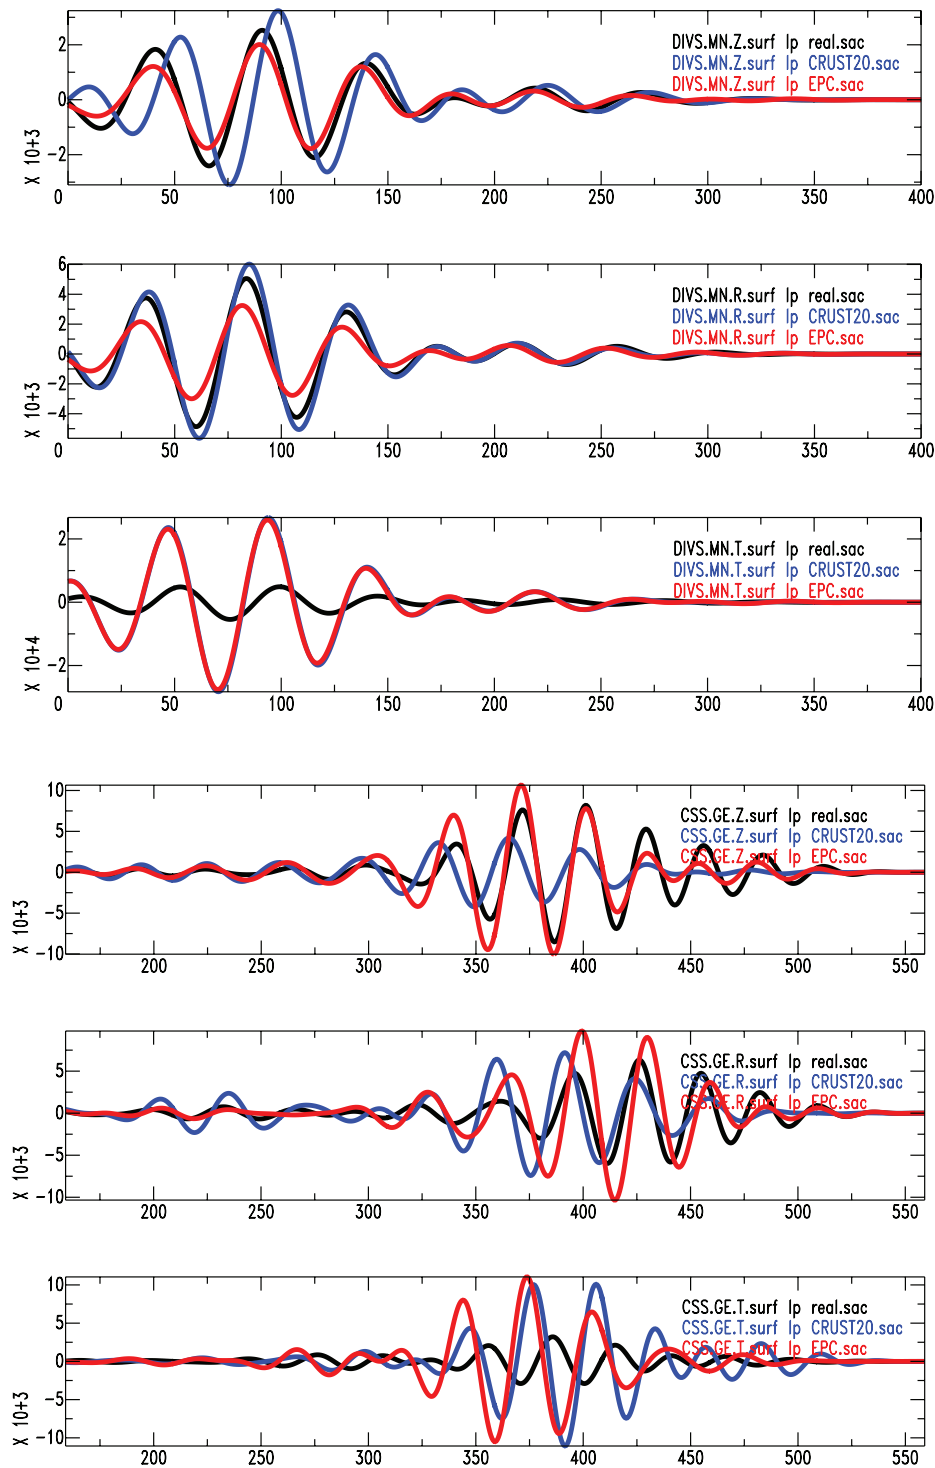 DIVS.MN.Z.surf lp real.sac
DIVS.MN.Z.surf lp CRUST20.sac
DIVS.MN.Z.surf lp EPC.sac
2
0
-2
X 10+3
0 50 100 150 200 250 300 350 400
DIVS.MN.R.surf lp real.sac
DIVS.MN.R.surf lp CRUST20.sac
DIVS.MN.R.surf lp EPC.sac
6
4
2
0
-2
-4
X 10+3
0 50 100 150 200 250 300 350 400
DIVS.MN.T.surf lp real.sac
DIVS.MN.T.surf lp CRUST20.sac
DIVS.MN.T.surf lp EPC.sac
2
0
-2
X 10+4
0 50 100 150 200 250 300 350 400
CSS.GE.Z.surf lp real.sac
CSS.GE.Z.surf lp CRUST20.sac
CSS.GE.Z.surf lp EPC.sac
10
5
0
-5
-10
X 10+3
200 250 300 350 400 450 500 550
CSS.GE.R.surf lp real.sac
CSS.GE.R.surf lp CRUST20.sac
CSS.GE.R.surf lp EPC.sac
5
0
-5
-10
X 10+3
200 250 300 350 400 450 500 550
CSS.GE.T.surf lp real.sac
CSS.GE.T.surf lp CRUST20.sac
CSS.GE.T.surf lp EPC.sac
10
5
0
-5
-10
X 10+3
200 250 300 350 400 450 500 550